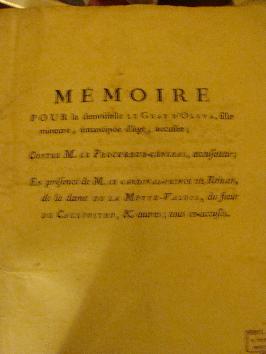 MÉMOIRE
POUR la demoiselle LE GUAY D'OLIVA, fille
mineure, émancipée d'âge, accusée;
CONTRE M. LE PROCUREUR-GÉNÉRAL, accusateur;
En présence de M. LE CARDINAL-PRINCE DE ROHAN,
de la dame DE LA MOTTE-VALOIS, du sieur
DE CAGLIOSTRO, & autres; tous co-accusés.